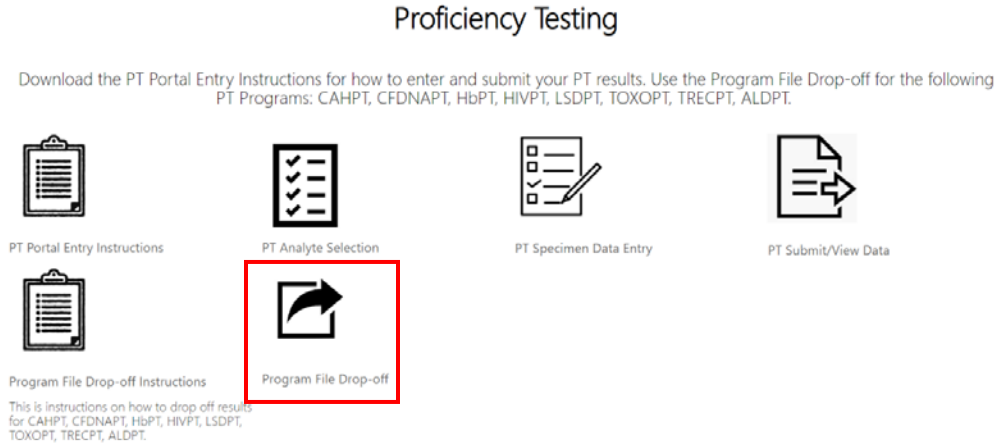 Proficiency Testing
Download the PT Portal Entry Instructions for how to enter and submit your PT results. Use the Program File Drop-off for the following
PT Programs: CAHPT, CFDNAPT, HbPT, HIVPT, LSDPT, TOXOPT, TRECPT, ALDPT.
PT Portal Entry Instructions
PT Analyte Selection
PT Specimen Data Entry
PT Submit/View Data
Program File Drop-off Instructions
Program File Drop-off
This is instructions on how to drop off results
for CAHPT, CFDNAPT, HbPT, HIVPT, LSDPT,
TOXOPT, TRECPT, ALDPT.